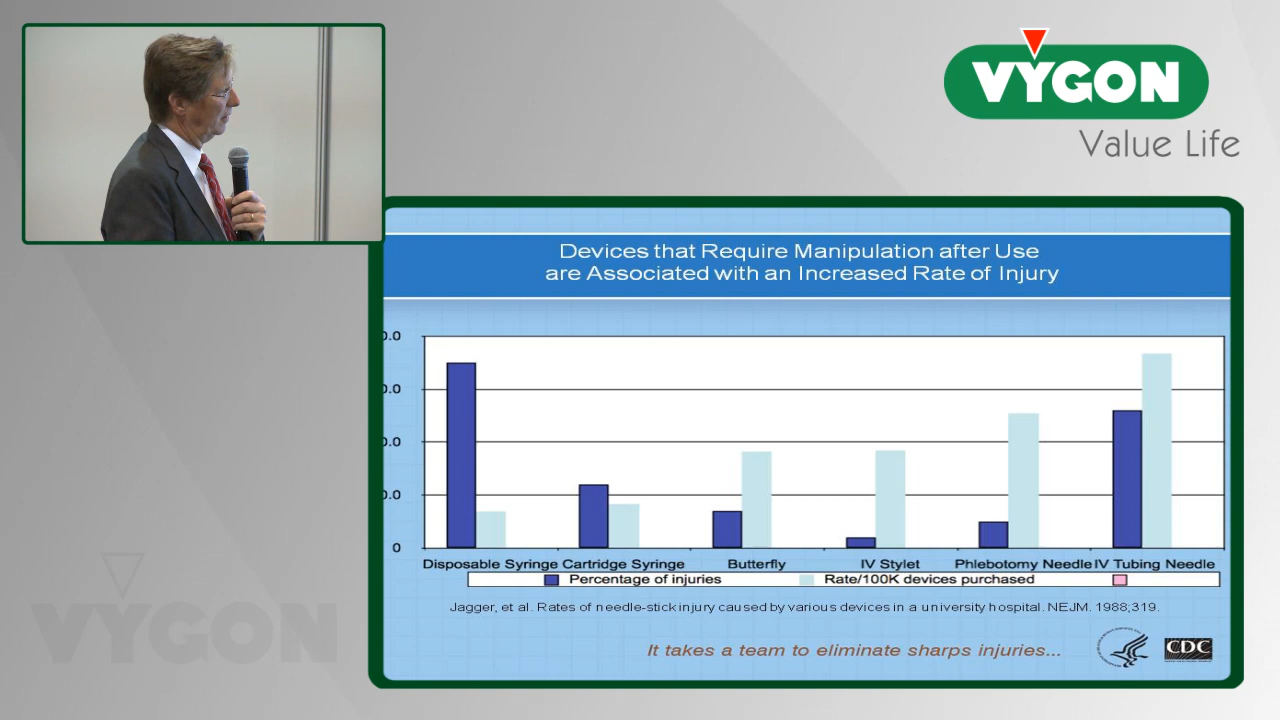 VYGON
Value Life
Devices that Require Manipulation after Use
are Associated with an Increased Rate of Injury
0.0
0.0
0.0
0.0
0
Disposable Syringe Cartridge Syringe Butterfly IV Stylet Phlebotomy Needle IV Tubing Needle
Percentage of injuries Rate/100K devices purchased
Jagger, et al. Rates of needle-stick injury caused by various devices in a university hospital. NEJM. 1988;319.
It takes a team to eliminate sharps injuries...
CDC
VYGON